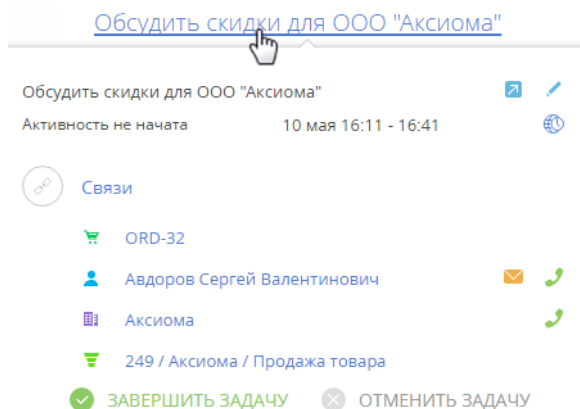 Обсудить скидки для ООО "Аксиома"
Обсудить скидки для ООО "Аксиома"
Активность не начата 10 мая 16:11 - 16:41
Связи
ORD-32
Авдоров Сергей Валентинович
Аксиома
249 / Аксиома / Продажа товара
ЗАВЕРШИТЬ ЗАДАЧУ ОТМЕНИТЬ ЗАДАЧУ